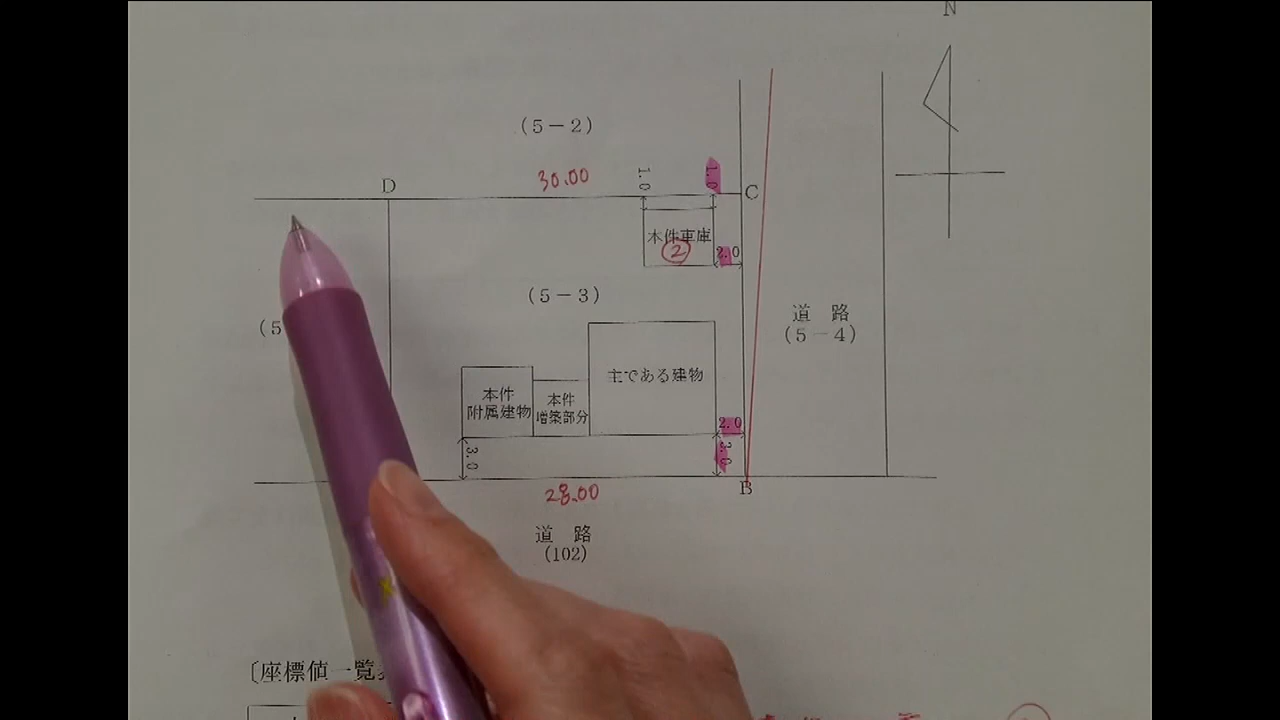 N
(5-2)
30.00
D
1.0
1.0
C
本件車庫
②
2.0
(5-3)
道 路
(5-4)
(5
主である建物
本件
附属建物
本件
増築部分
2.0
3.0
3.0
28.00
B
道 路
(102)
〔座標値一覧